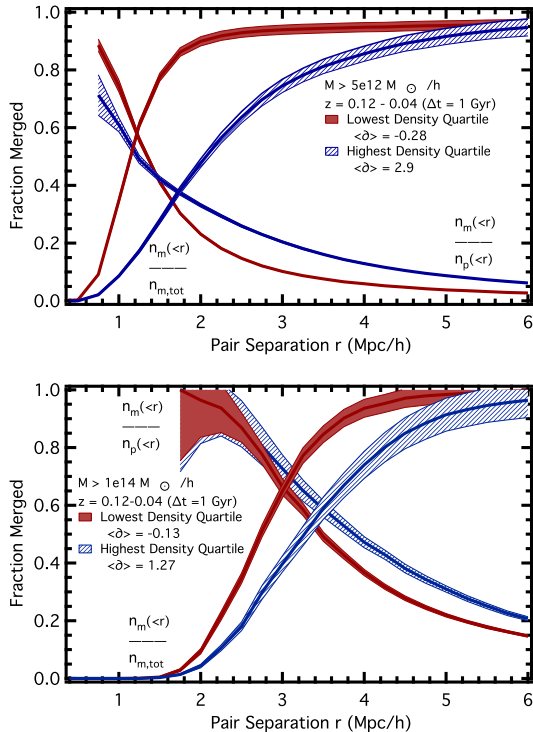 1.0
0.8
0.6
0.4
0.2
0.0
Fraction Merged
M > 5e12 M ⊙ /h
z = 0.12 - 0.04 (Δt = 1 Gyr)
Lowest Density Quartile
<∂> = -0.28
Highest Density Quartile
<∂> = 2.9
n_m(<r)
———
n_m,tot
n_m(<r)
———
n_p(<r)
1 2 3 4 5 6
Pair Separation r (Mpc/h)
1.0
0.8
0.6
0.4
0.2
0.0
Fraction Merged
n_m(<r)
———
n_p(<r)
M > 1e14 M ⊙ /h
z = 0.12-0.04 (Δt =1 Gyr)
Lowest Density Quartile
<∂> = -0.13
Highest Density Quartile
<∂> = 1.27
n_m(<r)
———
n_m,tot
1 2 3 4 5 6
Pair Separation r (Mpc/h)